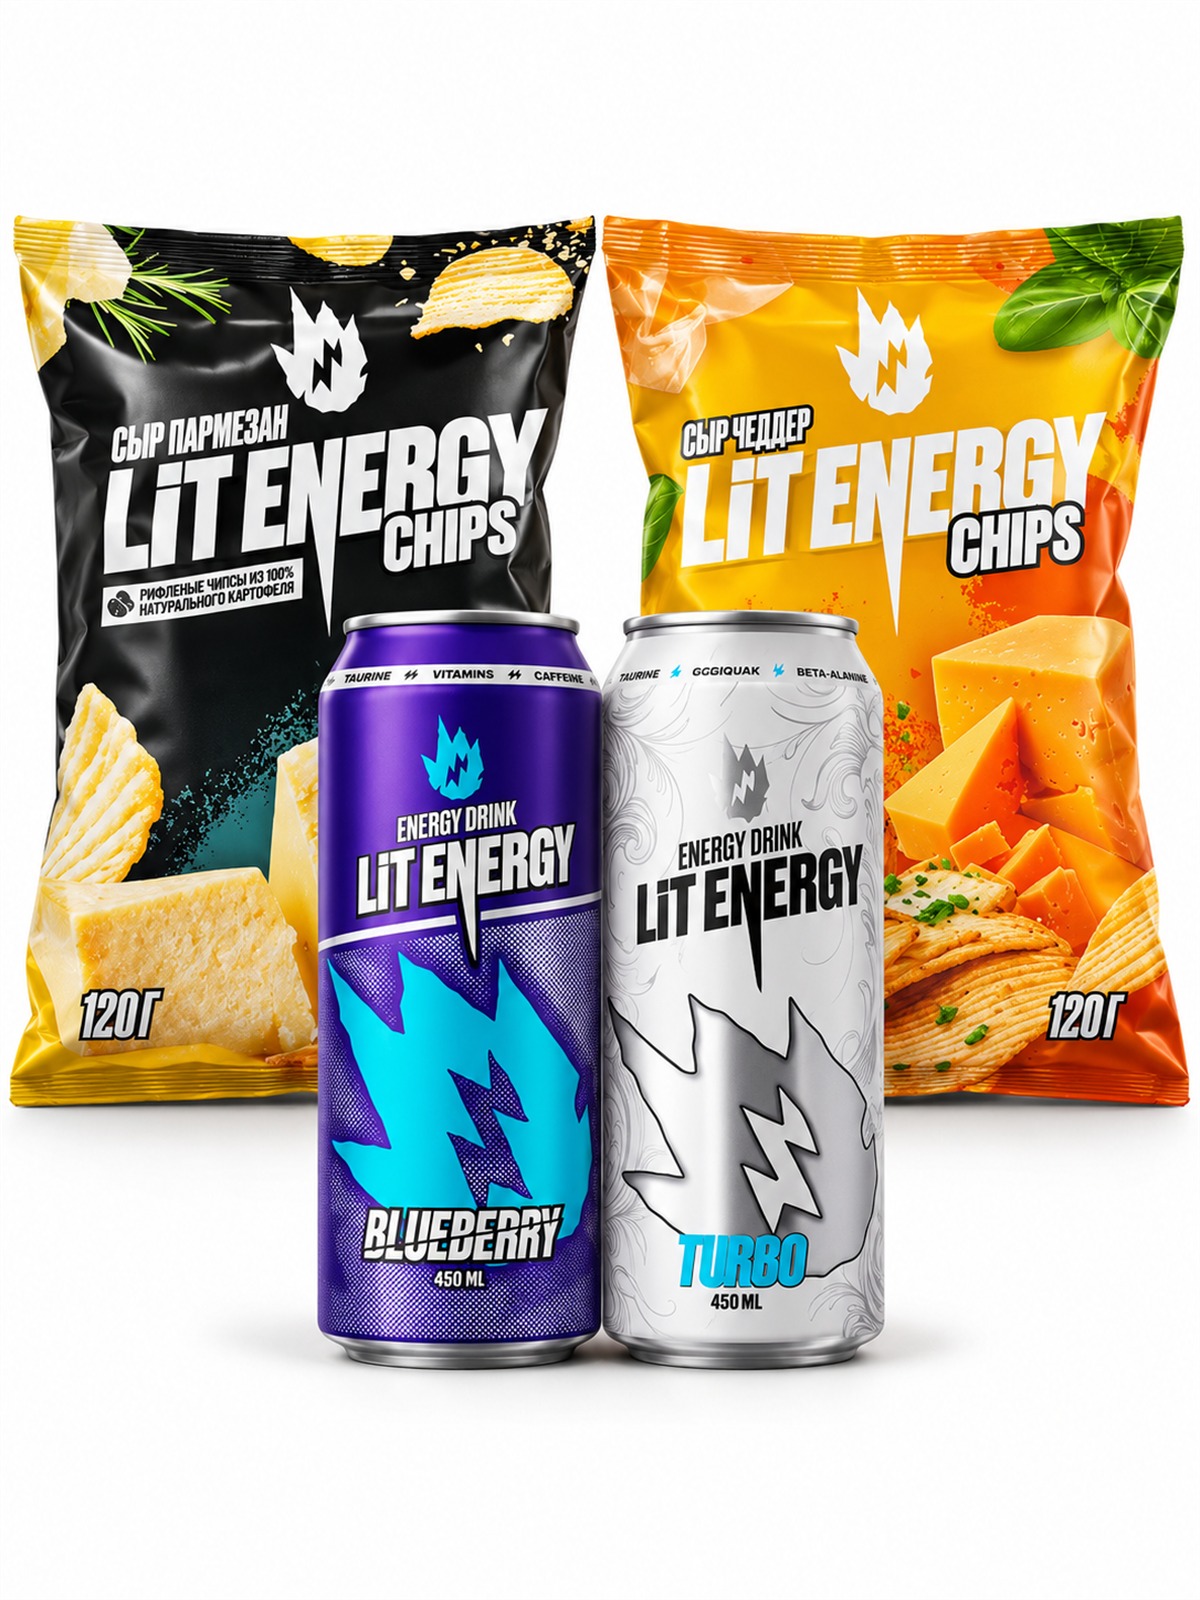 СЫР ПАРМЕЗАН
LiT ENERGY
CHIPS
РИФЛЕНЫЕ ЧИПСЫ ИЗ 100%
НАТУРАЛЬНОГО КАРТОФЕЛЯ
120Г
СЫР ЧЕДДЕР
LiT ENERGY
CHIPS
120Г
TAURINE VITAMINS CAFFEINE
ENERGY DRINK
LiT ENERGY
BLUEBERRY
450 ML
TAURINE GGGIQUAK BETA-ALANINE
ENERGY DRINK
LiT ENERGY
TURBO
450 ML